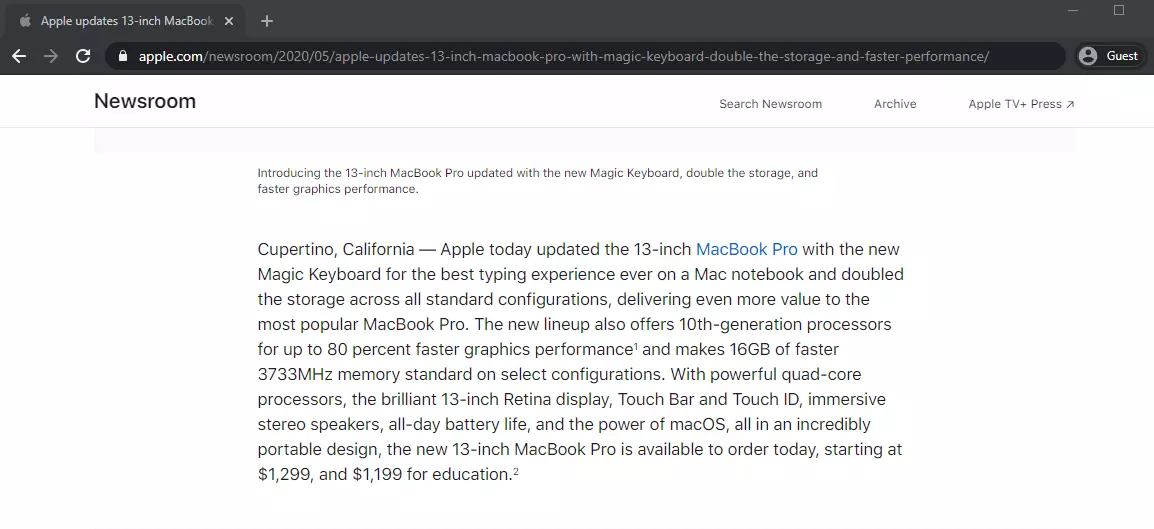 Apple updates 13-inch MacBook
apple.com/newsroom/2020/05/apple-updates-13-inch-macbook-pro-with-magic-keyboard-double-the-storage-and-faster-performance/
Guest
Newsroom
Search Newsroom
Archive
Apple TV+ Press ↗
Introducing the 13-inch MacBook Pro updated with the new Magic Keyboard, double the storage, and
faster graphics performance.
Cupertino, California — Apple today updated the 13-inch MacBook Pro with the new
Magic Keyboard for the best typing experience ever on a Mac notebook and doubled
the storage across all standard configurations, delivering even more value to the
most popular MacBook Pro. The new lineup also offers 10th-generation processors
for up to 80 percent faster graphics performance¹ and makes 16GB of faster
3733MHz memory standard on select configurations. With powerful quad-core
processors, the brilliant 13-inch Retina display, Touch Bar and Touch ID, immersive
stereo speakers, all-day battery life, and the power of macOS, all in an incredibly
portable design, the new 13-inch MacBook Pro is available to order today, starting at
$1,299, and $1,199 for education.²